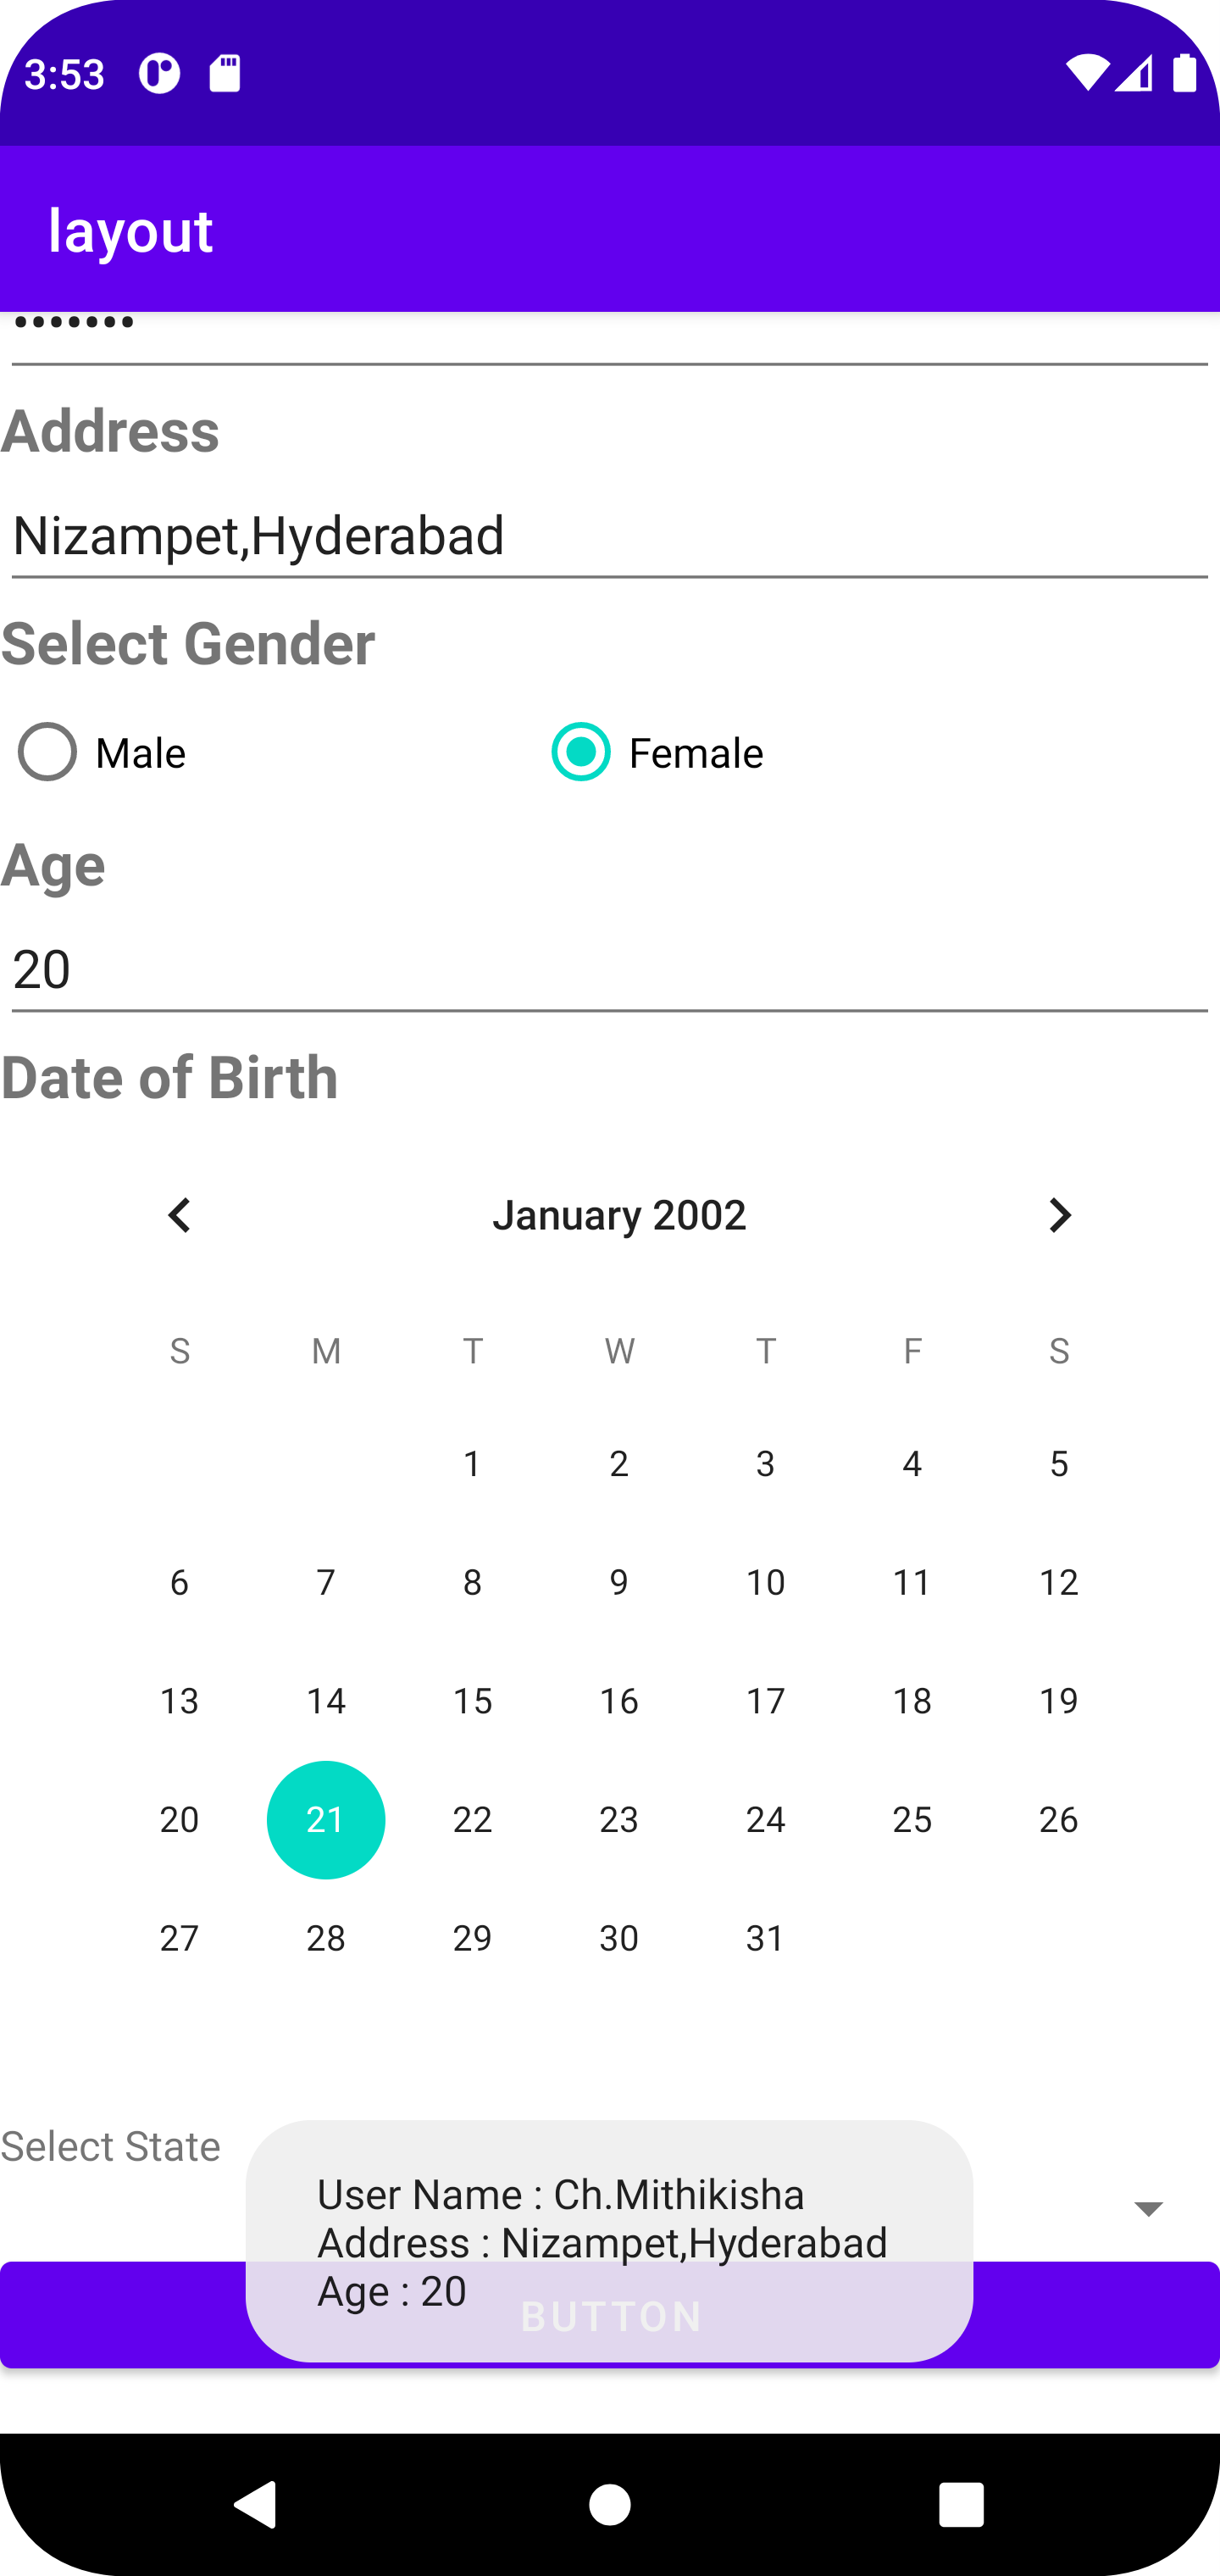 3:53
layout
•••••••
Address
Nizampet,Hyderabad
Select Gender
Male Female
Age
20
Date of Birth
January 2002
S M T W T F S
1 2 3 4 5
6 7 8 9 10 11 12
13 14 15 16 17 18 19
20 21 22 23 24 25 26
27 28 29 30 31
Select State
User Name : Ch.Mithikisha
Address : Nizampet,Hyderabad
Age : 20
BUTTON